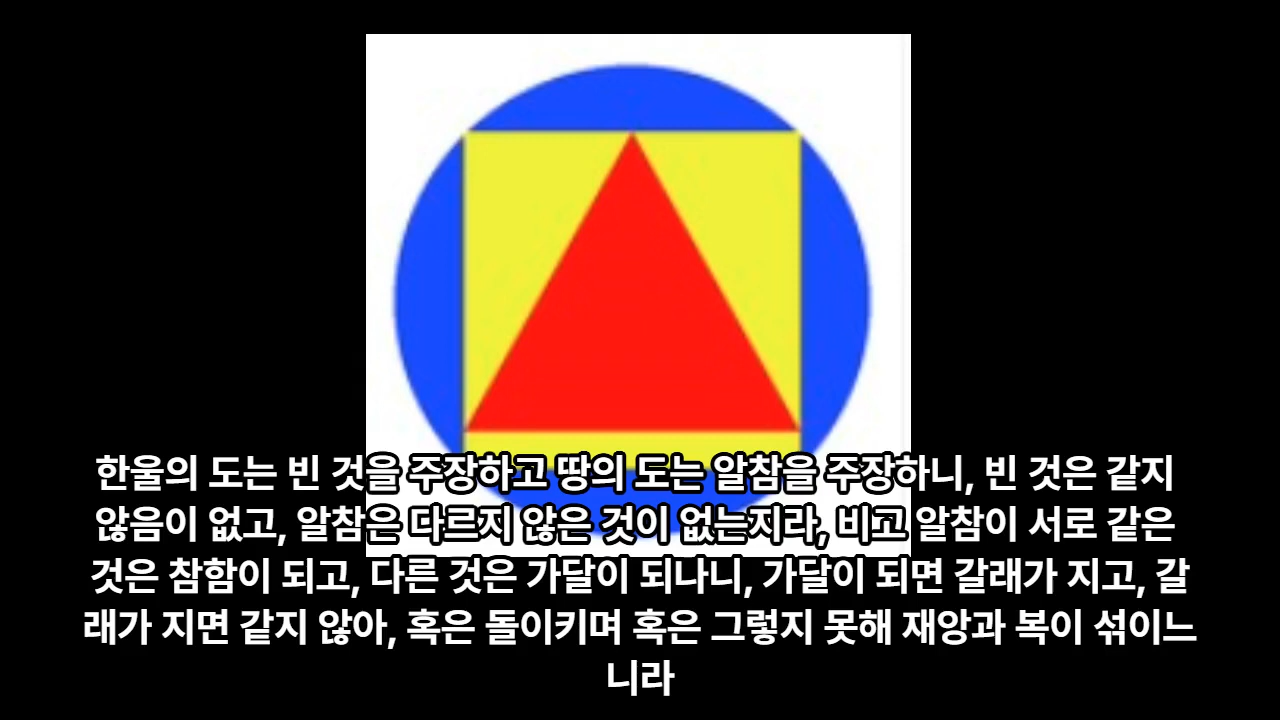 한울의 도는 빈 것을 주장하고 땅의 도는 알참을 주장하니, 빈 것은 같지
않음이 없고, 알참은 다르지 않은 것이 없는지라, 비고 알참이 서로 같은
것은 참함이 되고, 다른 것은 가달이 되나니, 가달이 되면 갈래가 지고, 갈
래가 지면 같지 않아, 혹은 돌이키며 혹은 그렇지 못해 재앙과 복이 섞이느
니라